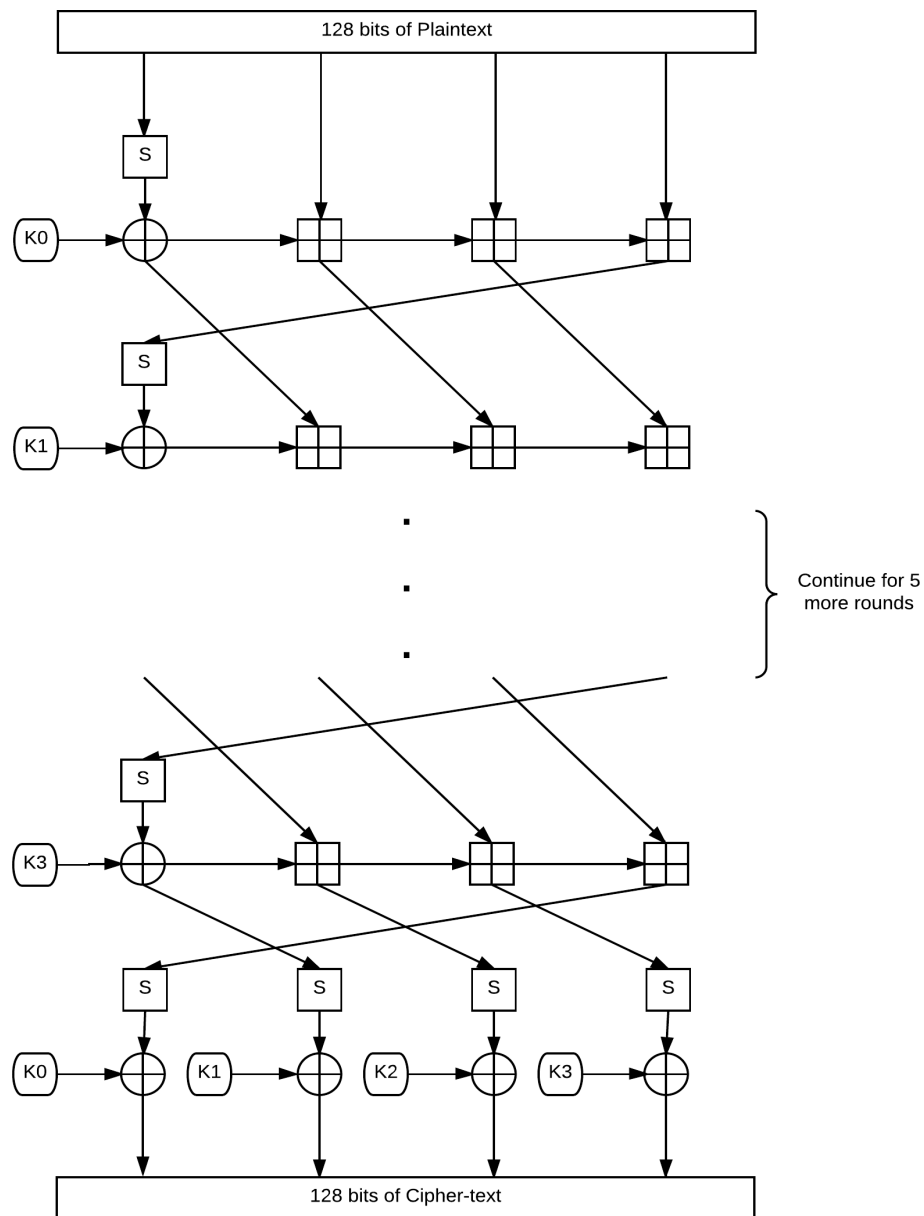 128 bits of Plaintext
S
K0
S
K1
Continue for 5
more rounds
S
K3
S S S S
K0 K1 K2 K3
128 bits of Cipher-text